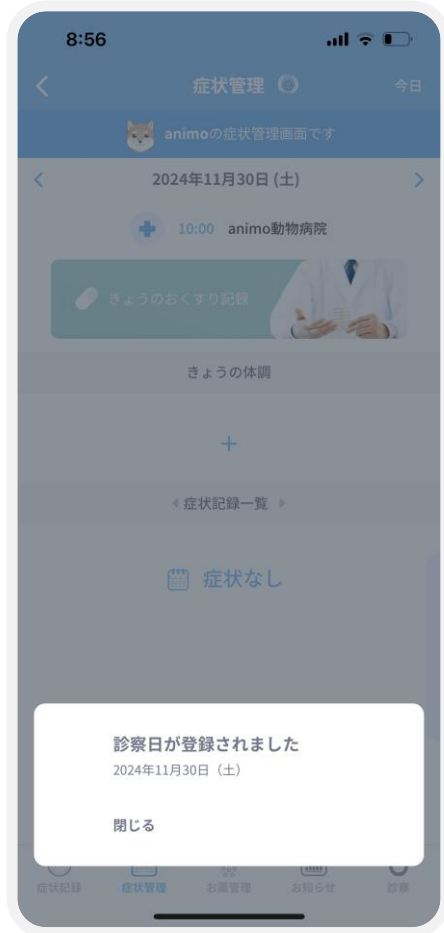 8:56
症状管理
今日
animoの症状管理画面です
2024年11月30日 (土)
10:00 animo動物病院
きょうのおくすり記録
きょうの体調
症状記録一覧
症状なし
診察日が登録されました
2024年11月30日（土）
閉じる
症状記録 症状管理 お薬管理 お知らせ 診察